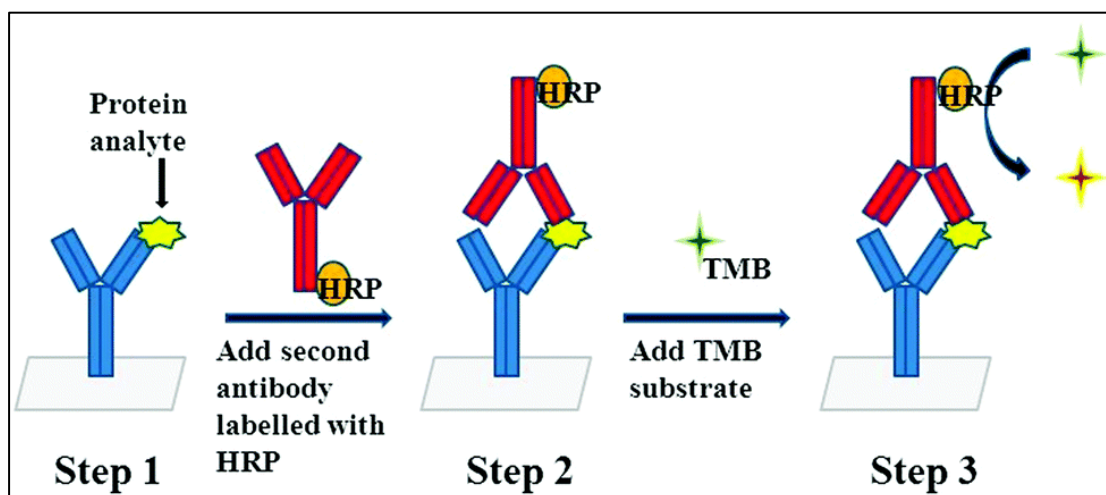 Protein
analyte
HRP
Add second
antibody
labelled with
HRP
HRP
TMB
Add TMB
substrate
HRP
Step 1
Step 2
Step 3